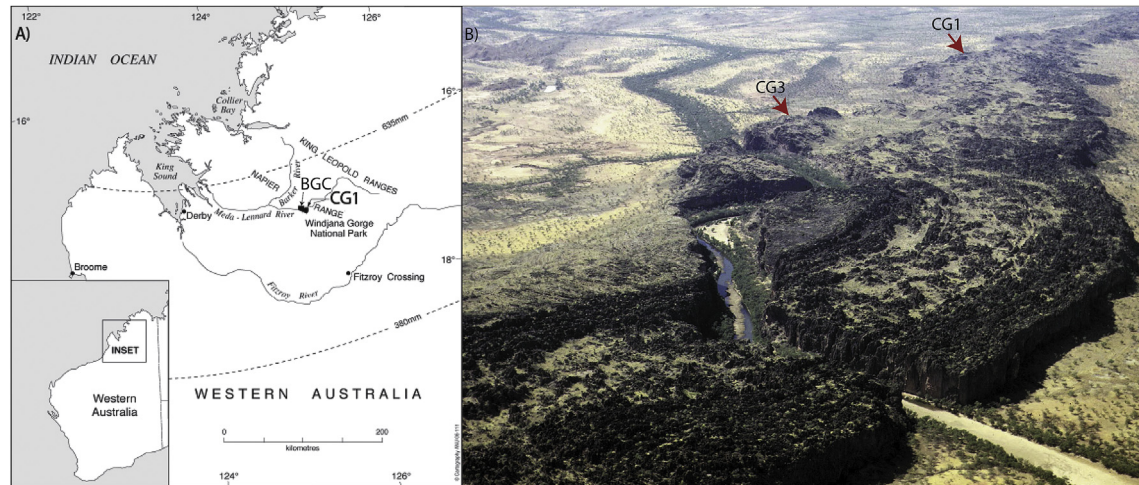 A)
122°
124°
126°
INDIAN OCEAN
Collier
Bay
16°
16°
635mm
King
Sound
KING LEOPOLD RANGES
NAPIER
Barker River
BGC
CG1
RANGE
Meda - Lennard River
Derby
Windjana Gorge
National Park
Broome
18°
Fitzroy Crossing
Fitzroy River
380mm
INSET
Western
Australia
WESTERN AUSTRALIA
0
200
kilometres
124°
126°
B)
CG1
CG3